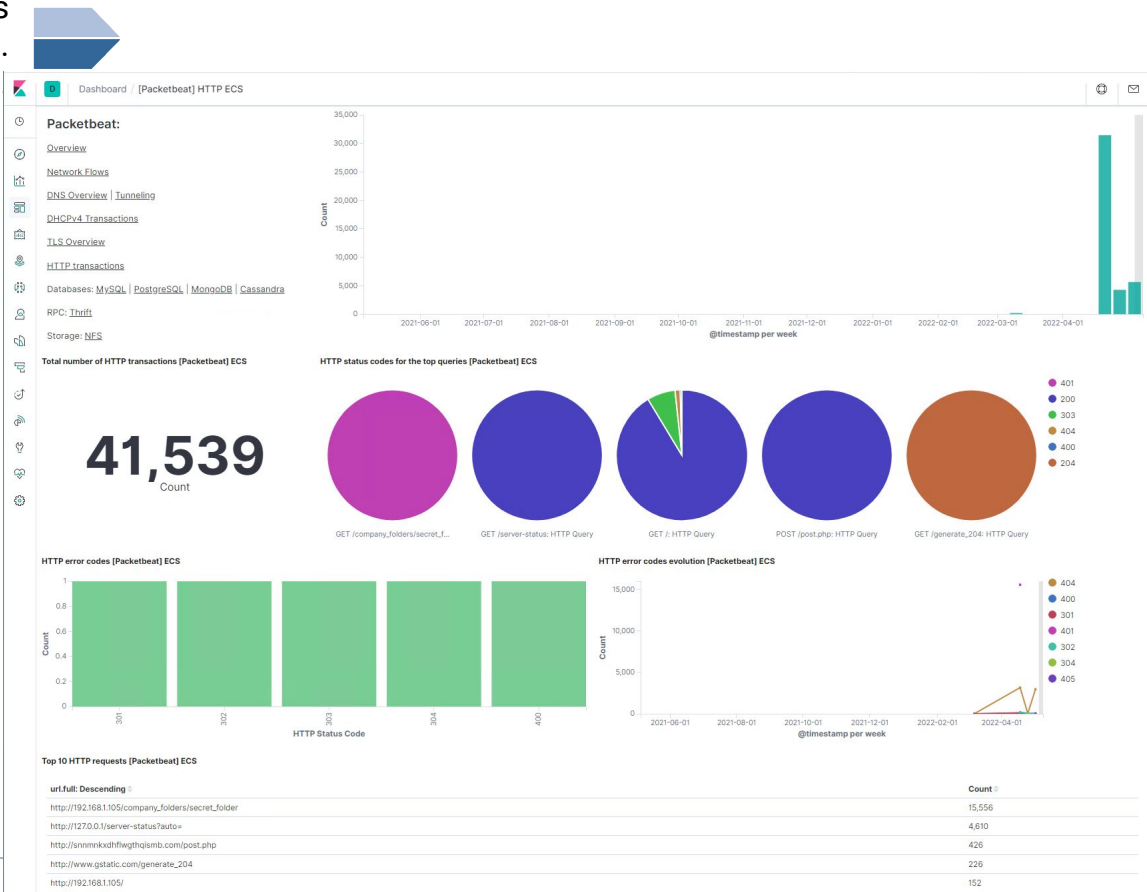 s
.
D Dashboard / [Packetbeat] HTTP ECS
Packetbeat:
Overview
Network Flows
DNS Overview | Tunneling
DHCPv4 Transactions
TLS Overview
HTTP transactions
Databases: MySQL | PostgreSQL | MongoDB | Cassandra
RPC: Thrift
Storage: NFS
35,000
30,000
25,000
20,000
15,000
10,000
5,000
0
Count
2021-06-01 2021-07-01 2021-08-01 2021-09-01 2021-10-01 2021-11-01 2021-12-01 2022-01-01 2022-02-01 2022-03-01 2022-04-01
@timestamp per week
Total number of HTTP transactions [Packetbeat] ECS
41,539
Count
HTTP status codes for the top queries [Packetbeat] ECS
GET /company_folders/secret_f...
GET /server-status: HTTP Query
GET /: HTTP Query
POST /post.php: HTTP Query
GET /generate_204: HTTP Query
401
200
303
404
400
204
HTTP error codes [Packetbeat] ECS
1
0.8
0.6
0.4
0.2
0
Count
301 302 303 304 400
HTTP Status Code
HTTP error codes evolution [Packetbeat] ECS
15,000
10,000
5,000
0
Count
2021-06-01 2021-08-01 2021-10-01 2021-12-01 2022-02-01 2022-04-01
@timestamp per week
404
400
301
401
302
304
405
Top 10 HTTP requests [Packetbeat] ECS
url.full: Descending Count
http://192.168.1.105/company_folders/secret_folder 15,556
http://127.0.0.1/server-status?auto= 4,610
http://snnmnkxdhflwgthqismb.com/post.php 426
http://www.gstatic.com/generate_204 226
http://192.168.1.105/ 152